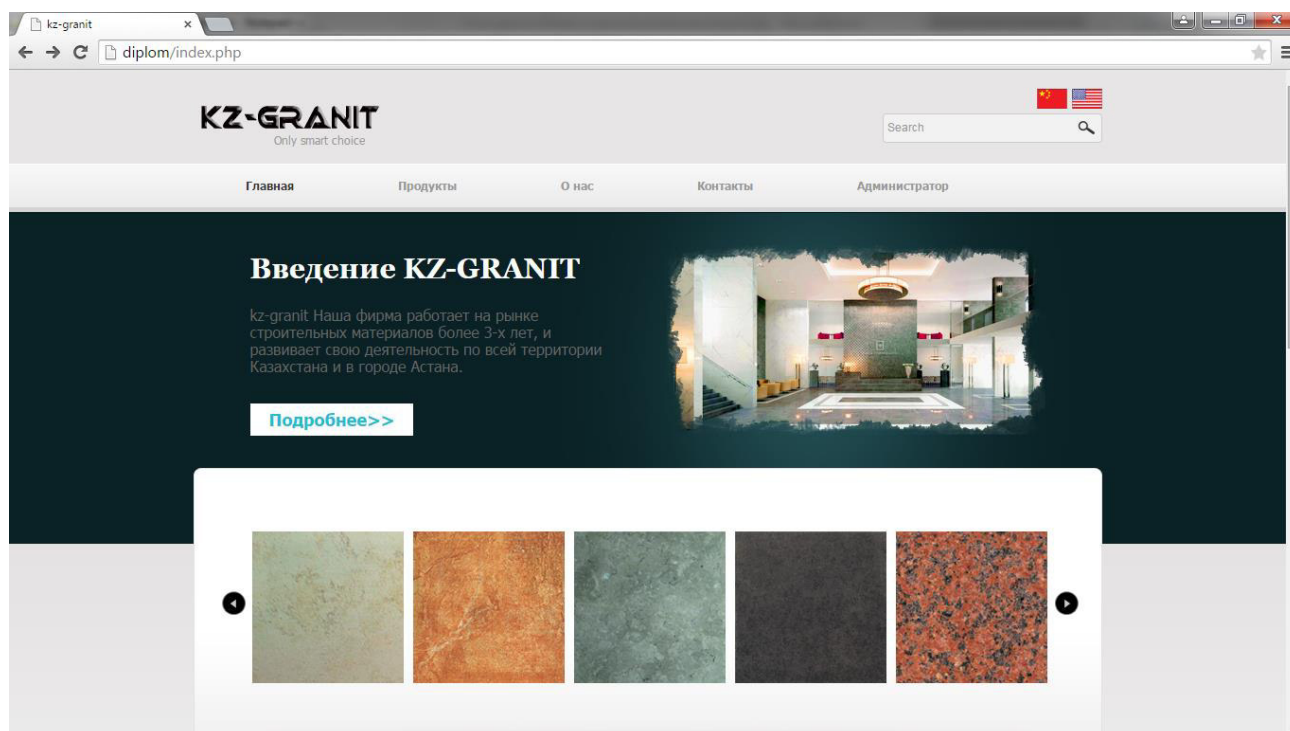 kz-granit
diplom/index.php
KZ-GRANIT
Only smart choice
Search
Главная Продукты О нас Контакты Администратор
Введение KZ-GRANIT
kz-granit Наша фирма работает на рынке
строительных материалов более 3-х лет, и
развивает свою деятельность по всей территории
Казахстана и в городе Астана.
Подробнее>>